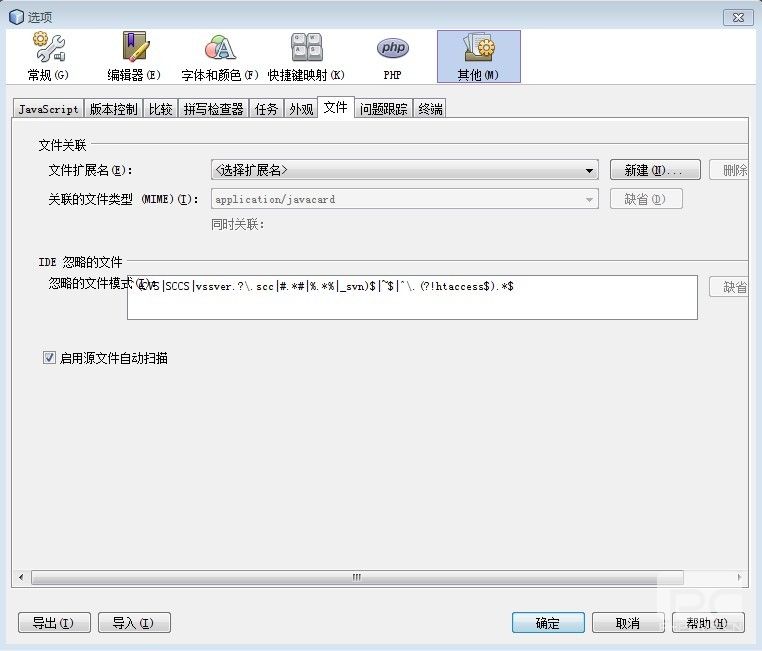 选项
常规(G) 编辑器(E) 字体和颜色(F) 快捷键映射(K) PHP 其他(M)
JavaScript 版本控制 比较 拼写检查器 任务 外观 文件 问题跟踪 终端
文件关联
文件扩展名(E): <选择扩展名> 新建(N)... 删除
关联的文件类型 (MIME)(I): application/javacard 缺省(D)
同时关联:
IDE 忽略的文件
忽略的文件模式 |SCCS|vssver.?\.scc|#.*#|%.*%|_svn)$|~$|^\.(?!htaccess$).*$ 缺省
启用源文件自动扫描
导出(I) 导入(I) 确定 取消 帮助(H)